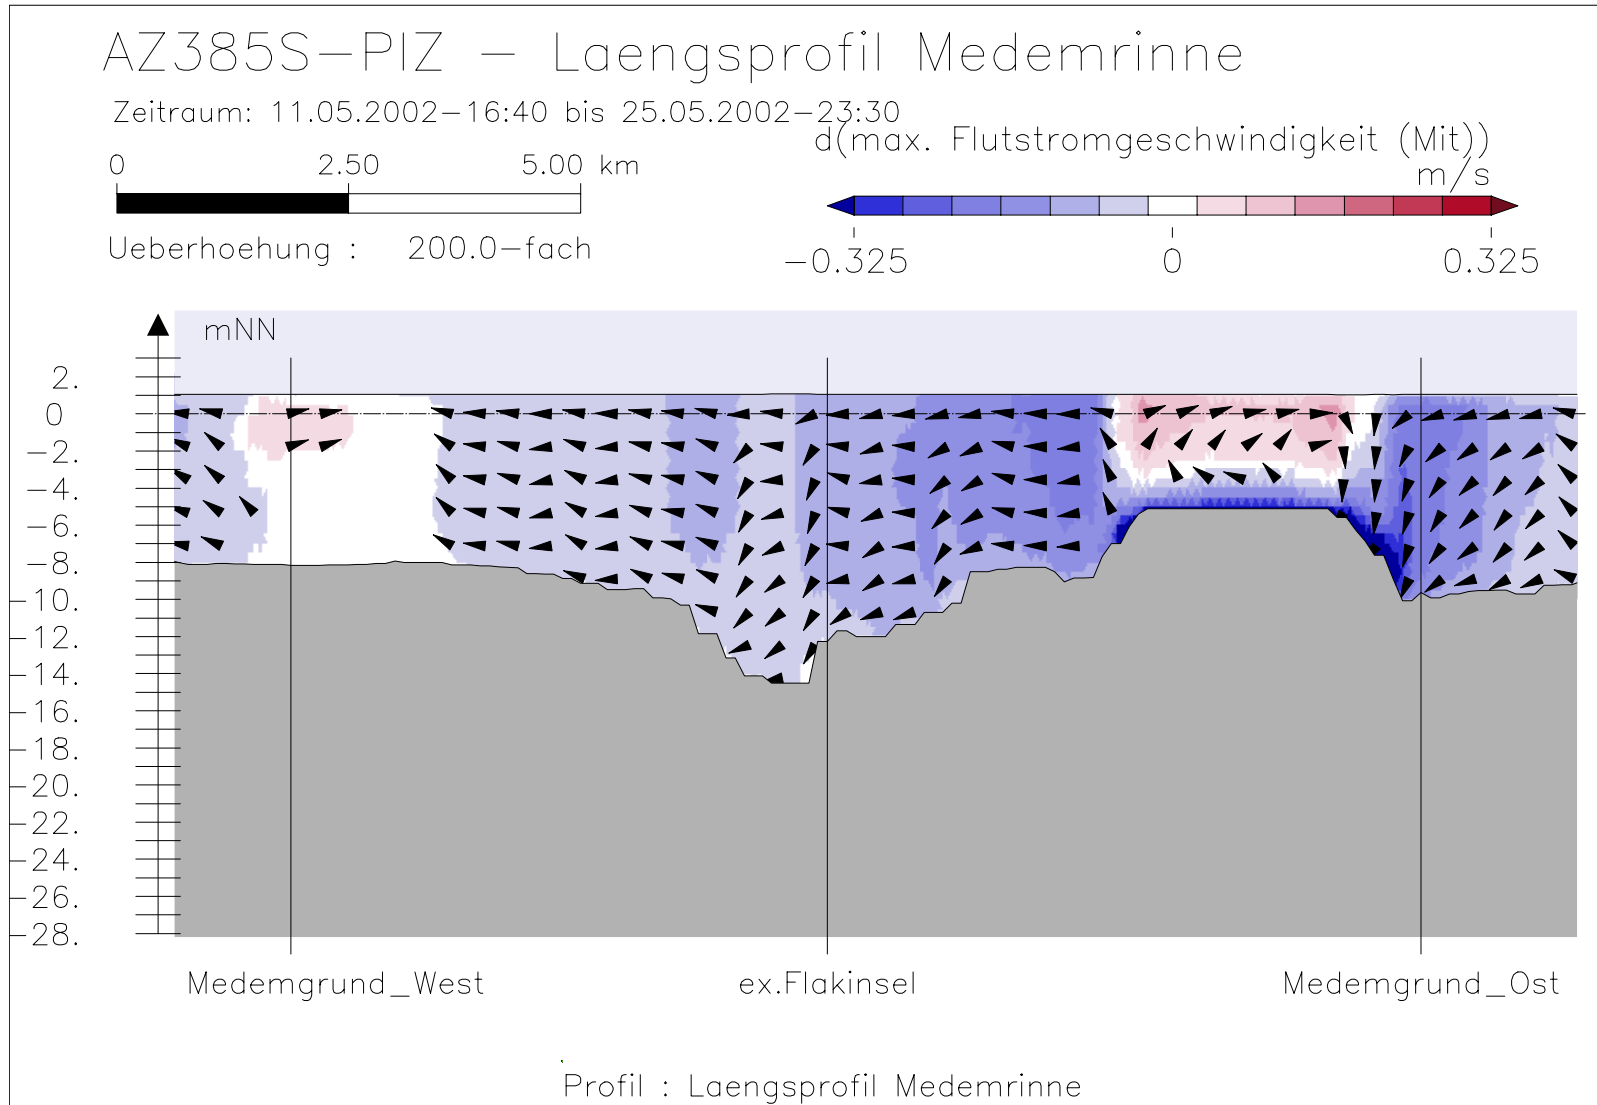 AZ385S-PIZ - Laengsprofil Medemrinne
Zeitraum: 11.05.2002-16:40 bis 25.05.2002-23:30
d(max. Flutstromgeschwindigkeit (Mit))
m/s
0 2.50 5.00 km
Ueberhoehung : 200.0-fach
-0.325 0 0.325
mNN
2.
0
-2.
-4.
-6.
-8.
-10.
-12.
-14.
-16.
-18.
-20.
-22.
-24.
-26.
-28.
Medemgrund_West ex.Flakinsel Medemgrund_Ost
Profil : Laengsprofil Medemrinne